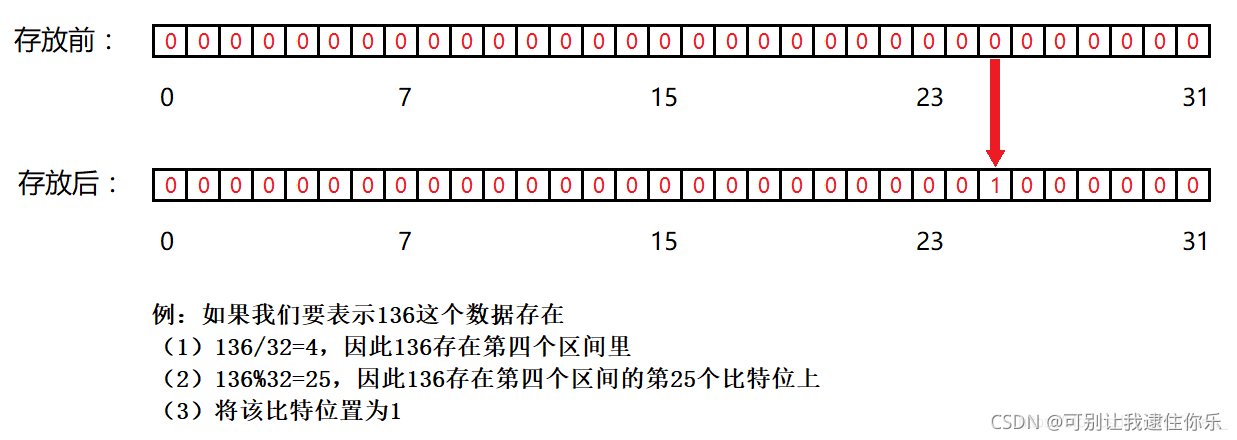 存放前： 0 0 0 0 0 0 0 0 0 0 0 0 0 0 0 0 0 0 0 0 0 0 0 0 0 0 0 0 0 0 0 0
0 7 15 23 31
存放后： 0 0 0 0 0 0 0 0 0 0 0 0 0 0 0 0 0 0 0 0 0 0 0 0 0 1 0 0 0 0 0 0
0 7 15 23 31
例：如果我们要表示136这个数据存在
（1）136/32=4，因此136存在第四个区间里
（2）136%32=25，因此136存在第四个区间的第25个比特位上
（3）将该比特位置为1
CSDN @可别让我逮住你乐